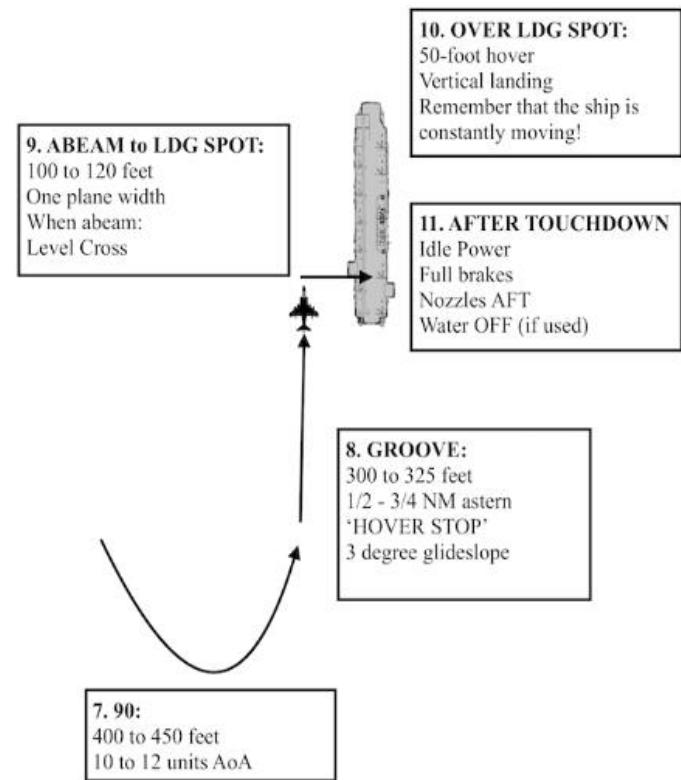 10. OVER LDG SPOT:
50-foot hover
Vertical landing
Remember that the ship is
constantly moving!
9. ABEAM to LDG SPOT:
100 to 120 feet
One plane width
When abeam:
Level Cross
11. AFTER TOUCHDOWN
Idle Power
Full brakes
Nozzles AFT
Water OFF (if used)
8. GROOVE:
300 to 325 feet
1/2 - 3/4 NM astern
‘HOVER STOP’
3 degree glideslope
7. 90:
400 to 450 feet
10 to 12 units AoA